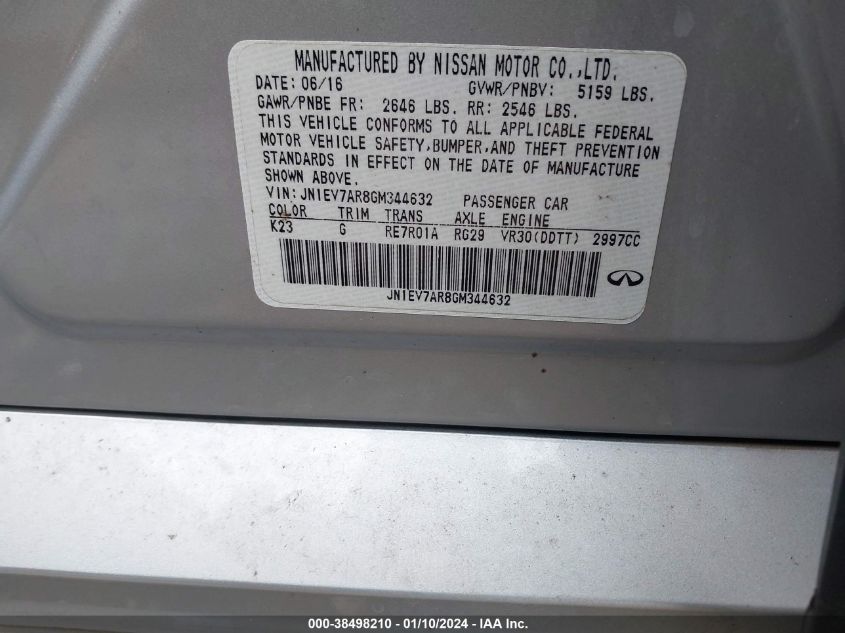 MANUFACTURED BY NISSAN MOTOR CO.,LTD.
DATE: 06/16 GVWR/PNBV: 5159 LBS.
GAWR/PNBE FR: 2646 LBS. RR: 2546 LBS.
THIS VEHICLE CONFORMS TO ALL APPLICABLE FEDERAL
MOTOR VEHICLE SAFETY,BUMPER,AND THEFT PREVENTION
STANDARDS IN EFFECT ON THE DATE OF MANUFACTURE
SHOWN ABOVE.
VIN: JN1EV7AR8GM344632 PASSENGER CAR
COLOR TRIM TRANS AXLE ENGINE
K23 G RE7R01A RG29 VR30(DDTT) 2997CC
JN1EV7AR8GM344632
000-38498210 - 01/10/2024 - IAA Inc.